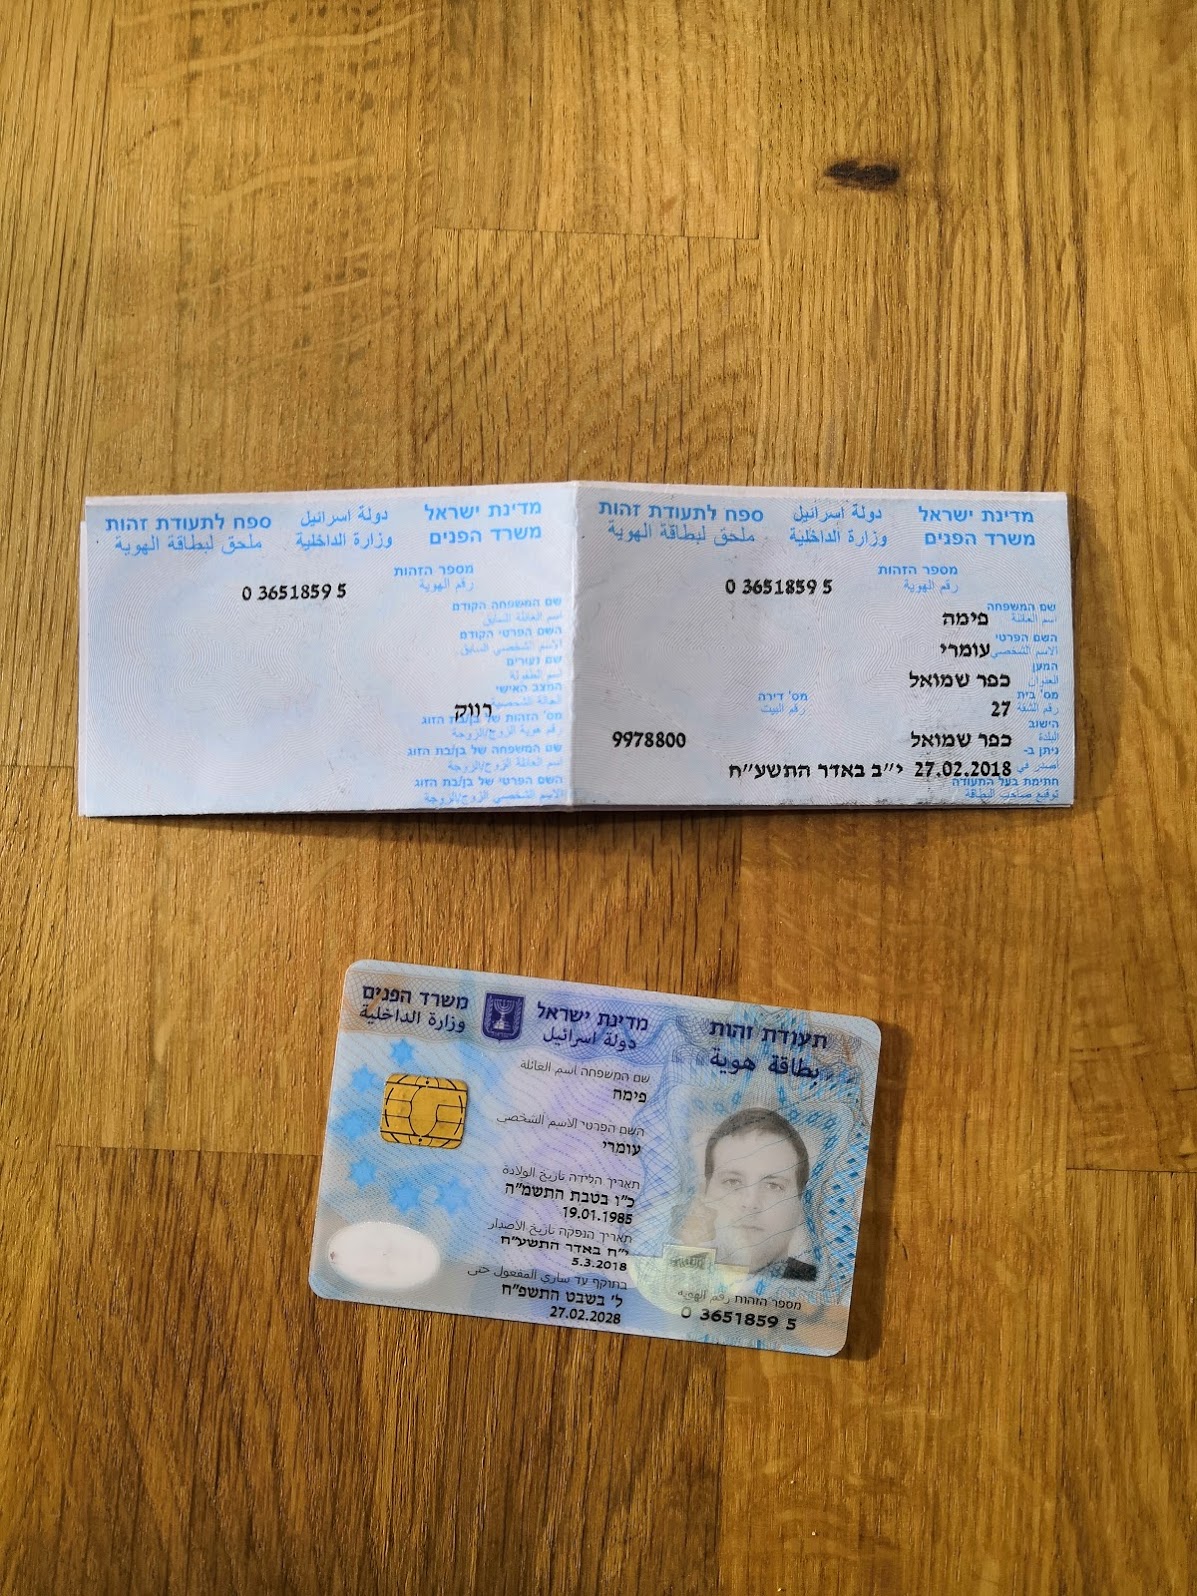 מדינת ישראל دولة اسرائيل ספח לתעודת זהות
משרד הפנים وزارة الداخلية ملحق لبطاقة الهوية
מספר הזהות
رقم الهوية
0 3651859 5
שם המשפחה
اسم العائلة
פימה
השם הפרטי
الاسم الشخصي
עומרי
המען
العنوان
כפר שמואל
מס' בית
رقم الشقة
27
מס' דירה
رقم البيت
הישוב
البلدة
כפר שמואל
9978800
ניתן ב-
أصدر في
27.02.2018 י"ב באדר התשע"ח
חתימת בעל התעודה
توقيع صاحب البطاقة
מדינת ישראל دولة اسرائيل ספח לתעודת זהות
משרד הפנים وزارة الداخلية ملحق لبطاقة الهوية
מספר הזהות
رقم الهوية
0 3651859 5
שם המשפחה הקודם
اسم العائلة السابق
השם הפרטי הקודם
الاسم الشخصي السابق
שם נעורים
اسم الطفولة
המצב האישי
الحالة الشخصية
רווק
מס' הזהות של בן/בת הזוג
رقم هوية الزوج/الزوجة
שם המשפחה של בן/בת הזוג
اسم العائلة الزوج/الزوجة
השם הפרטי של בן/בת הזוג
الاسم الشخصي الزوج/الزوجة
תעודת זהות
بطاقة هوية
מדינת ישראל
دولة اسرائيل
משרד הפנים
وزارة الداخلية
שם המשפחה اسم العائلة
פימה
השם הפרטי الاسم الشخصي
עומרי
תאריך הלידה تاريخ الولادة
כ"ו בטבת התשמ"ה
19.01.1985
תאריך הנפקה تاريخ الاصدار
י"ח באדר התשע"ח
5.3.2018
בתוקף עד ساري المفعول حتى
ל' בשבט התשפ"ח
27.02.2028
מספר הזהות رقم الهوية
0 3651859 5